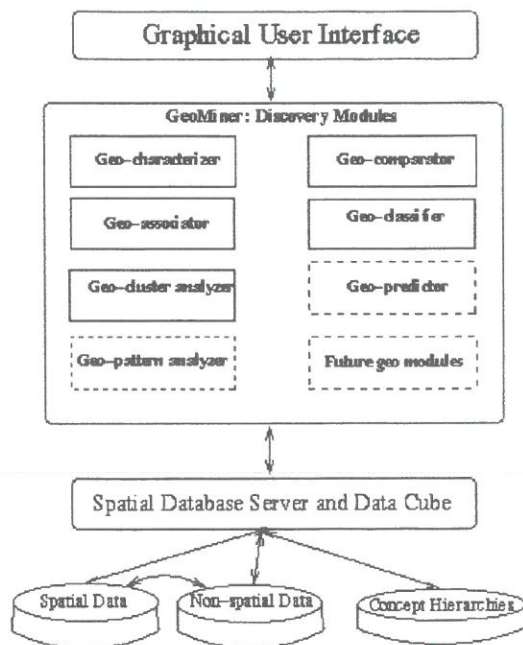 Graphical User Interface
GeoMiner: Discovery Modules
Geo-characterizer
Geo-comparator
Geo-associator
Geo-classifier
Geo-cluster analyzer
Geo-predictor
Geo-pattern analyzer
Future geo modules
Spatial Database Server and Data Cube
Spatial Data
Non-spatial Data
Concept Hierarchies